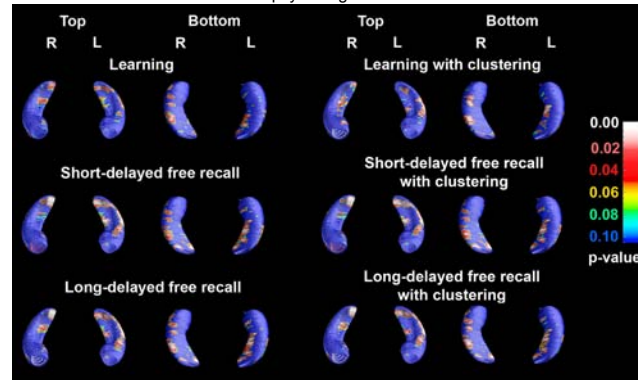 Top Bottom Top Bottom
R L R L R L R L
Learning Learning with clustering
0.00
0.02
0.04
0.06
0.08
0.10
p-value
Short-delayed free recall
Short-delayed free recall
with clustering
Long-delayed free recall
Long-delayed free recall
with clustering